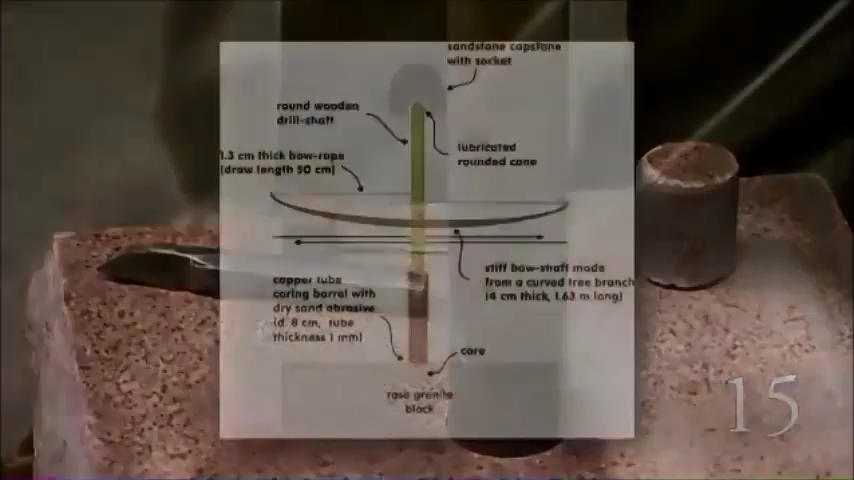 sandstone capstone
with socket
round wooden
drill-shaft
lubricated
rounded cone
1.3 cm thick bow-rope
(draw length 50 cm)
stiff bow-shaft made
from a curved tree branch
(4 cm thick, 1.63 m long)
copper tube
coring barrel with
dry sand abrasive
(d. 8 cm, tube
thickness 1 mm)
core
rose granite
block
15